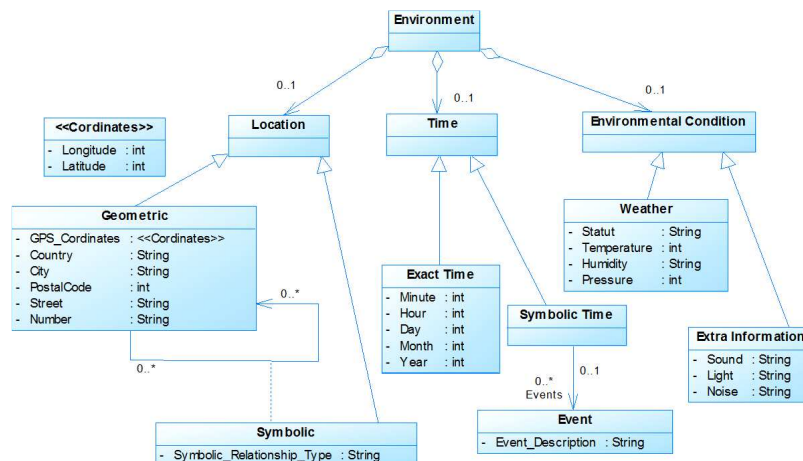 Environment
0..1
0..1
0..1
<<Cordinates>>
- Longitude : int
- Latitude : int
Location
Time
Environmental Condition
Geometric
- GPS_Cordinates : <<Cordinates>>
- Country : String
- City : String
- PostalCode : int
- Street : String
- Number : String
0..*
0..*
Weather
- Statut : String
- Temperature : int
- Humidity : String
- Pressure : int
Exact Time
- Minute : int
- Hour : int
- Day : int
- Month : int
- Year : int
Symbolic Time
0..1
0..*
Events
Extra Information
- Sound : String
- Light : String
- Noise : String
Symbolic
- Symbolic_Relationship_Type : String
Event
- Event_Description : String